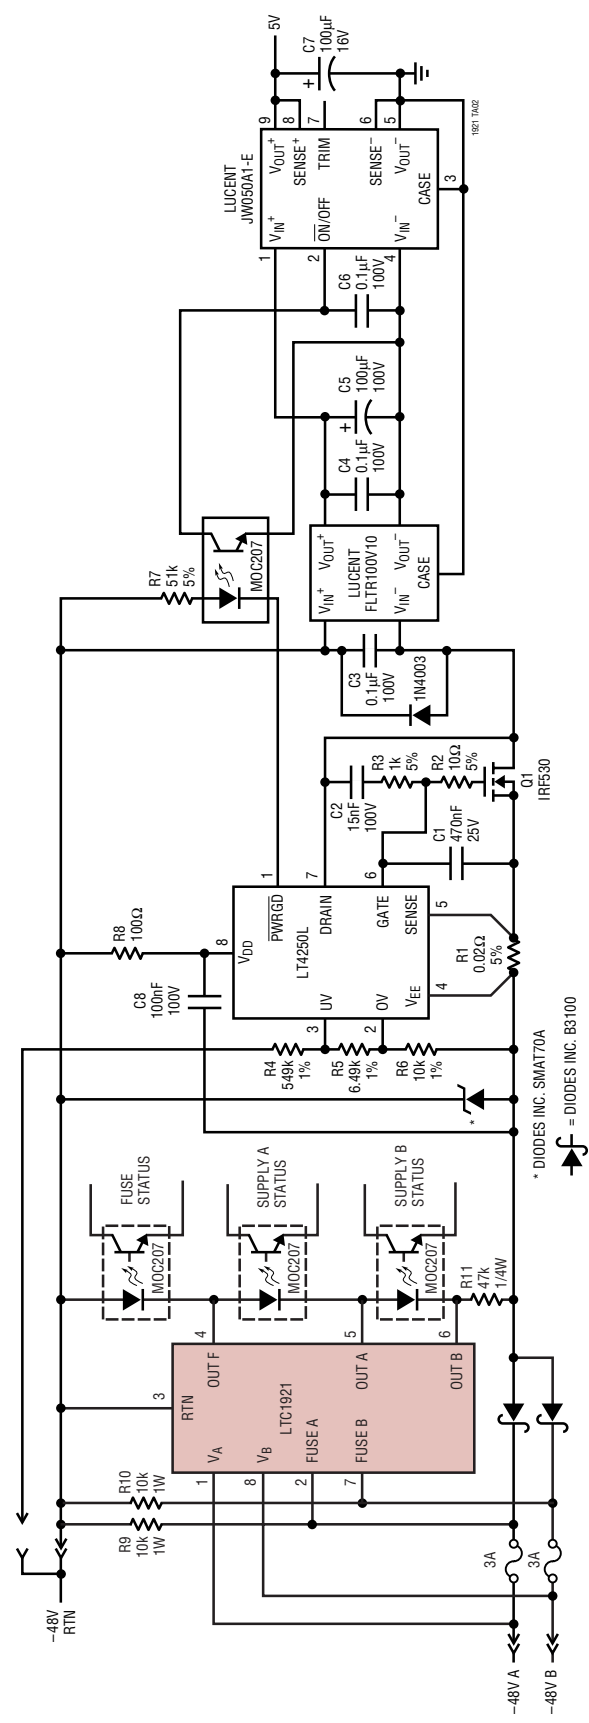 −48V
RTN
R9
10k
1W
R10
10k
1W
−48V A
−48V B
3A
3A
1
8
2
7
VA
VB
FUSE A
FUSE B
LTC1921
3
RTN
OUT F
4
OUT A
5
OUT B
6
MOC207
FUSE
STATUS
MOC207
SUPPLY A
STATUS
MOC207
SUPPLY B
STATUS
R11
47k
1/4W
*
* DIODES INC. SMAT70A
= DIODES INC. B3100
R4
549k
1%
R5
6.49k
1%
R6
10k
1%
C8
100nF
100V
R8
100Ω
8
VDD
3
UV
2
OV
LT4250L
PWRGD
1
DRAIN
7
GATE
6
SENSE
5
VEE
4
R1
0.02Ω
5%
C1
470nF
25V
C2
15nF
100V
R3
1k
5%
R2
10Ω
5%
Q1
IRF530
1N4003
C3
0.1µF
100V
R7
51k
5%
MOC207
VIN+
VOUT+
LUCENT
FLTR100V10
VIN−
VOUT−
CASE
C4
0.1µF
100V
+
C5
100µF
100V
C6
0.1µF
100V
LUCENT
JW050A1-E
1
VIN+
2
ON/OFF
4
VIN−
VOUT+
9
SENSE+
8
TRIM
7
SENSE−
6
VOUT−
5
CASE
3
5V
+
C7
100µF
16V
1921 TA02